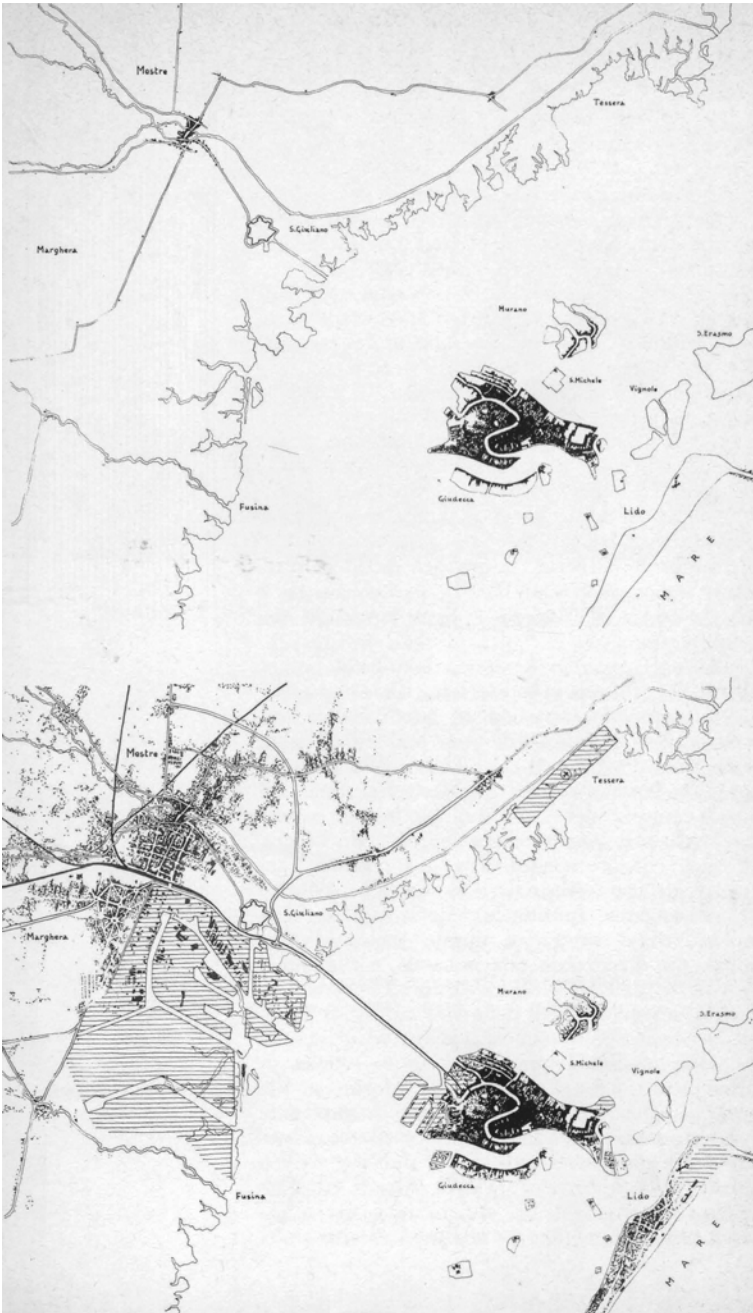 Mestre
Tessera
S.Giuliano
Marghera
Murano
S.Erasmo
S.Michele
Vignole
Giudecca
Fusina
Lido
MARE
Mestre
Tessera
S.Giuliano
Marghera
Murano
S.Erasmo
S.Michele
Vignole
Giudecca
Fusina
Lido
MARE